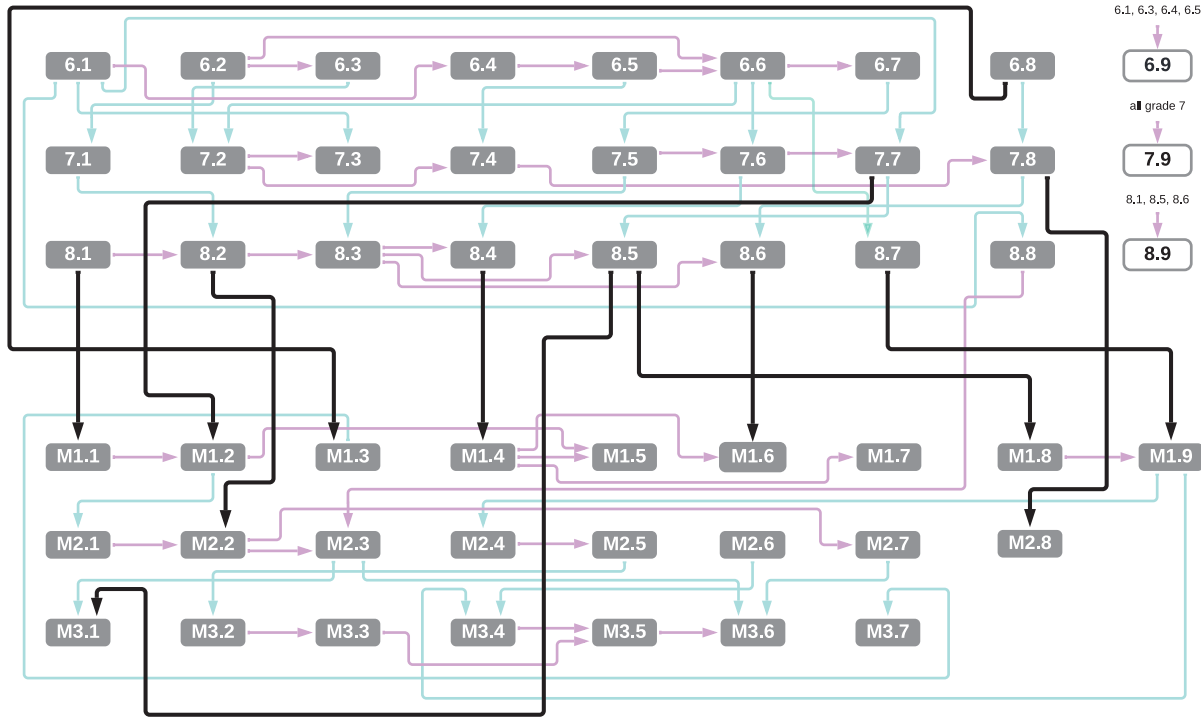 6.1, 6.3, 6.4, 6.5
6.1 6.2 6.3 6.4 6.5 6.6 6.7 6.8 6.9
all grade 7
7.1 7.2 7.3 7.4 7.5 7.6 7.7 7.8 7.9
8.1, 8.5, 8.6
8.1 8.2 8.3 8.4 8.5 8.6 8.7 8.8 8.9
M1.1 M1.2 M1.3 M1.4 M1.5 M1.6 M1.7 M1.8 M1.9
M2.1 M2.2 M2.3 M2.4 M2.5 M2.6 M2.7 M2.8
M3.1 M3.2 M3.3 M3.4 M3.5 M3.6 M3.7